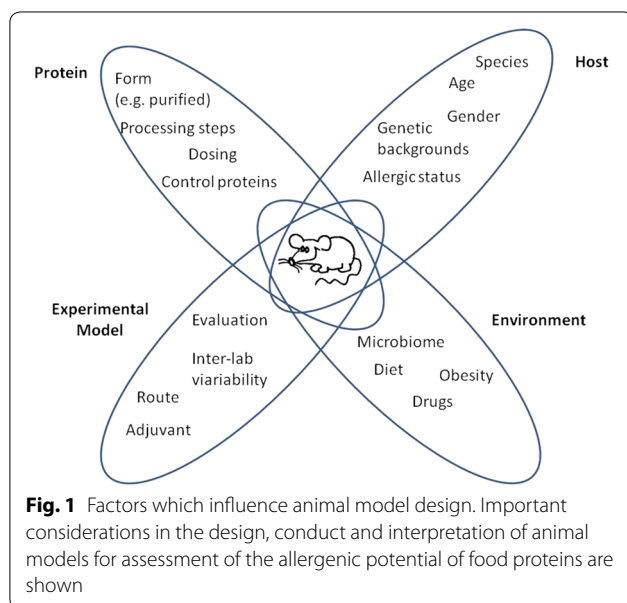 Protein
Form
(e.g. purified)
Processing steps
Dosing
Control proteins
Host
Species
Age
Gender
Genetic
backgrounds
Allergic status
Experimental
Model
Evaluation
Inter-lab
viariability
Route
Adjuvant
Environment
Microbiome
Diet
Obesity
Drugs
Fig. 1 Factors which influence animal model design. Important
considerations in the design, conduct and interpretation of animal
models for assessment of the allergenic potential of food proteins are
shown